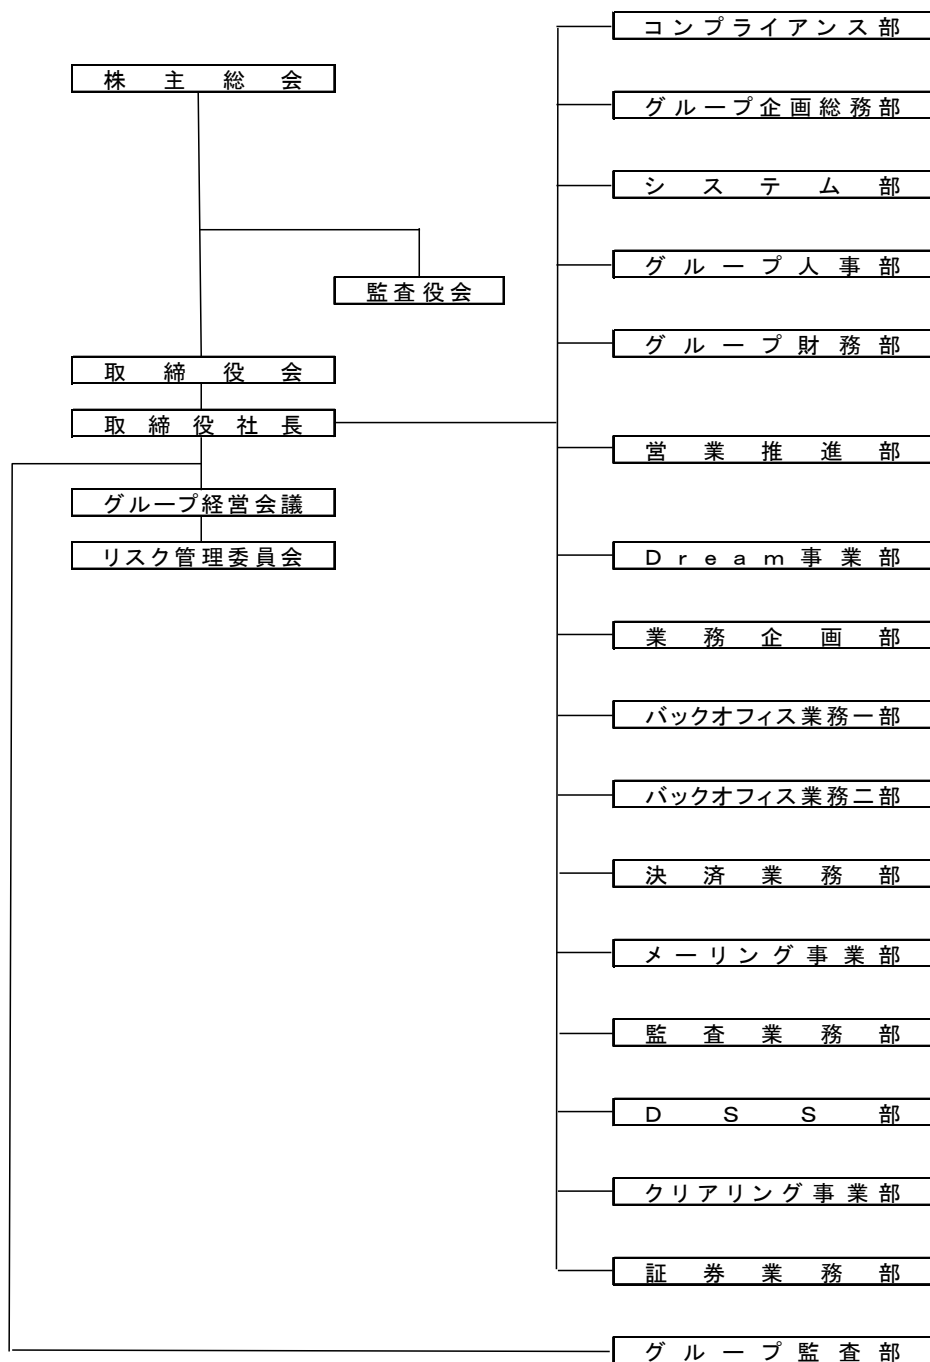 株主総会
監査役会
取締役会
取締役社長
グループ経営会議
リスク管理委員会
コンプライアンス部
グループ企画総務部
システム部
グループ人事部
グループ財務部
営業推進部
Ｄｒｅａｍ事業部
業務企画部
バックオフィス業務一部
バックオフィス業務二部
決済業務部
メーリング事業部
監査業務部
ＤＳＳ部
クリアリング事業部
証券業務部
グループ監査部